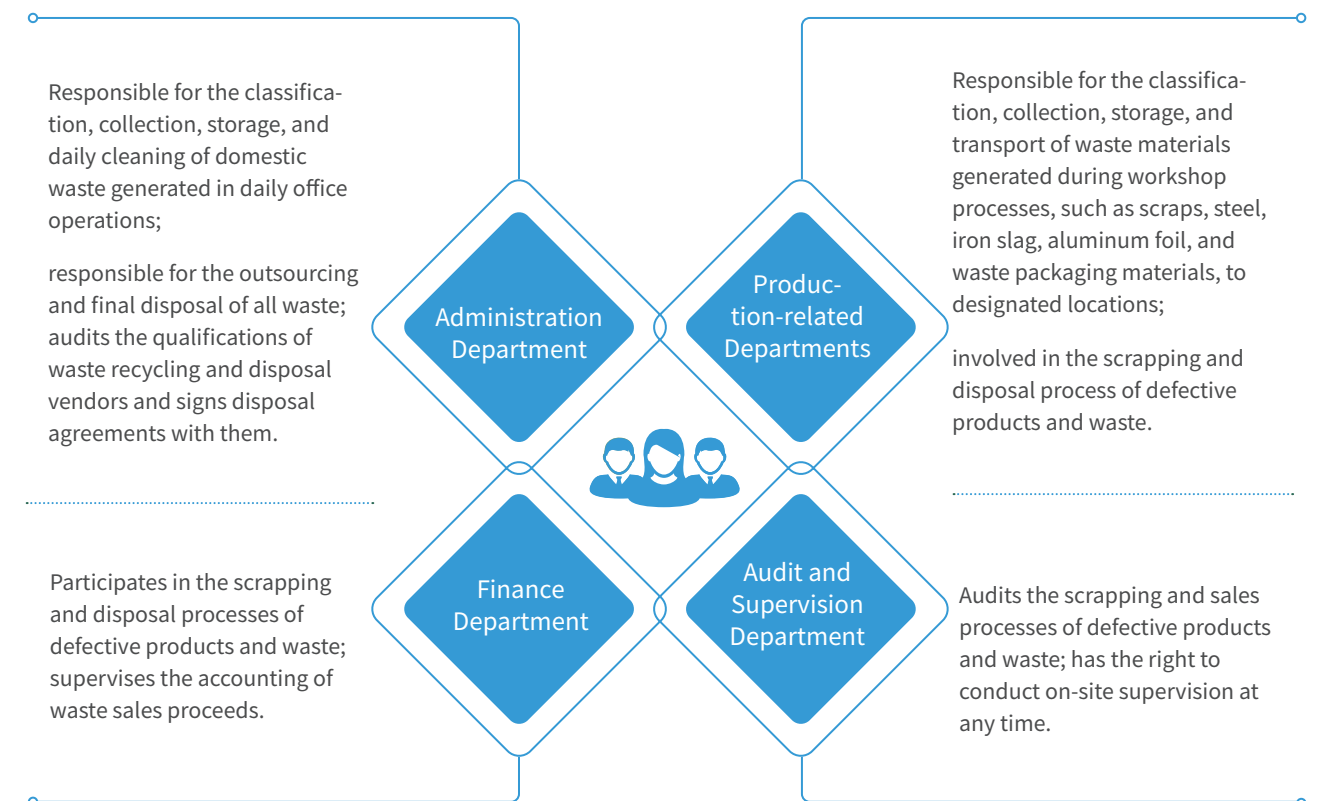 Responsible for the classifica-
tion, collection, storage, and
daily cleaning of domestic
waste generated in daily office
operations;
responsible for the outsourcing
and final disposal of all waste;
audits the qualifications of
waste recycling and disposal
vendors and signs disposal
agreements with them.
Administration
Department
Produc-
tion-related
Departments
Responsible for the classifica-
tion, collection, storage, and
transport of waste materials
generated during workshop
processes, such as scraps, steel,
iron slag, aluminum foil, and
waste packaging materials, to
designated locations;
involved in the scrapping and
disposal process of defective
products and waste.
Participates in the scrapping
and disposal processes of
defective products and waste;
supervises the accounting of
waste sales proceeds.
Finance
Department
Audit and
Supervision
Department
Audits the scrapping and sales
processes of defective products
and waste; has the right to
conduct on-site supervision at
any time.